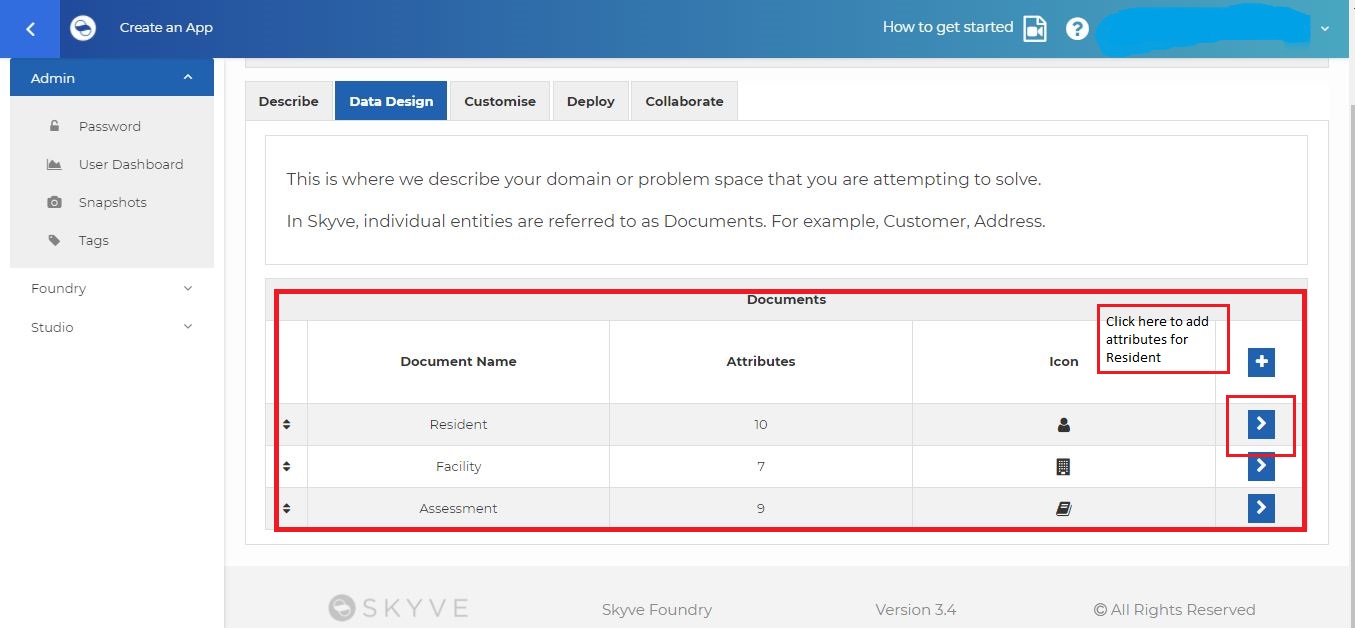 Create an App
How to get started
?
Admin
Password
User Dashboard
Snapshots
Tags
Foundry
Studio
Describe
Data Design
Customise
Deploy
Collaborate
This is where we describe your domain or problem space that you are attempting to solve.
In Skyve, individual entities are referred to as Documents. For example, Customer, Address.
Documents
Document Name
Attributes
Icon
Click here to add
attributes for
Resident
Resident
10
Facility
7
Assessment
9
SKYVE
Skyve Foundry
Version 3.4
© All Rights Reserved